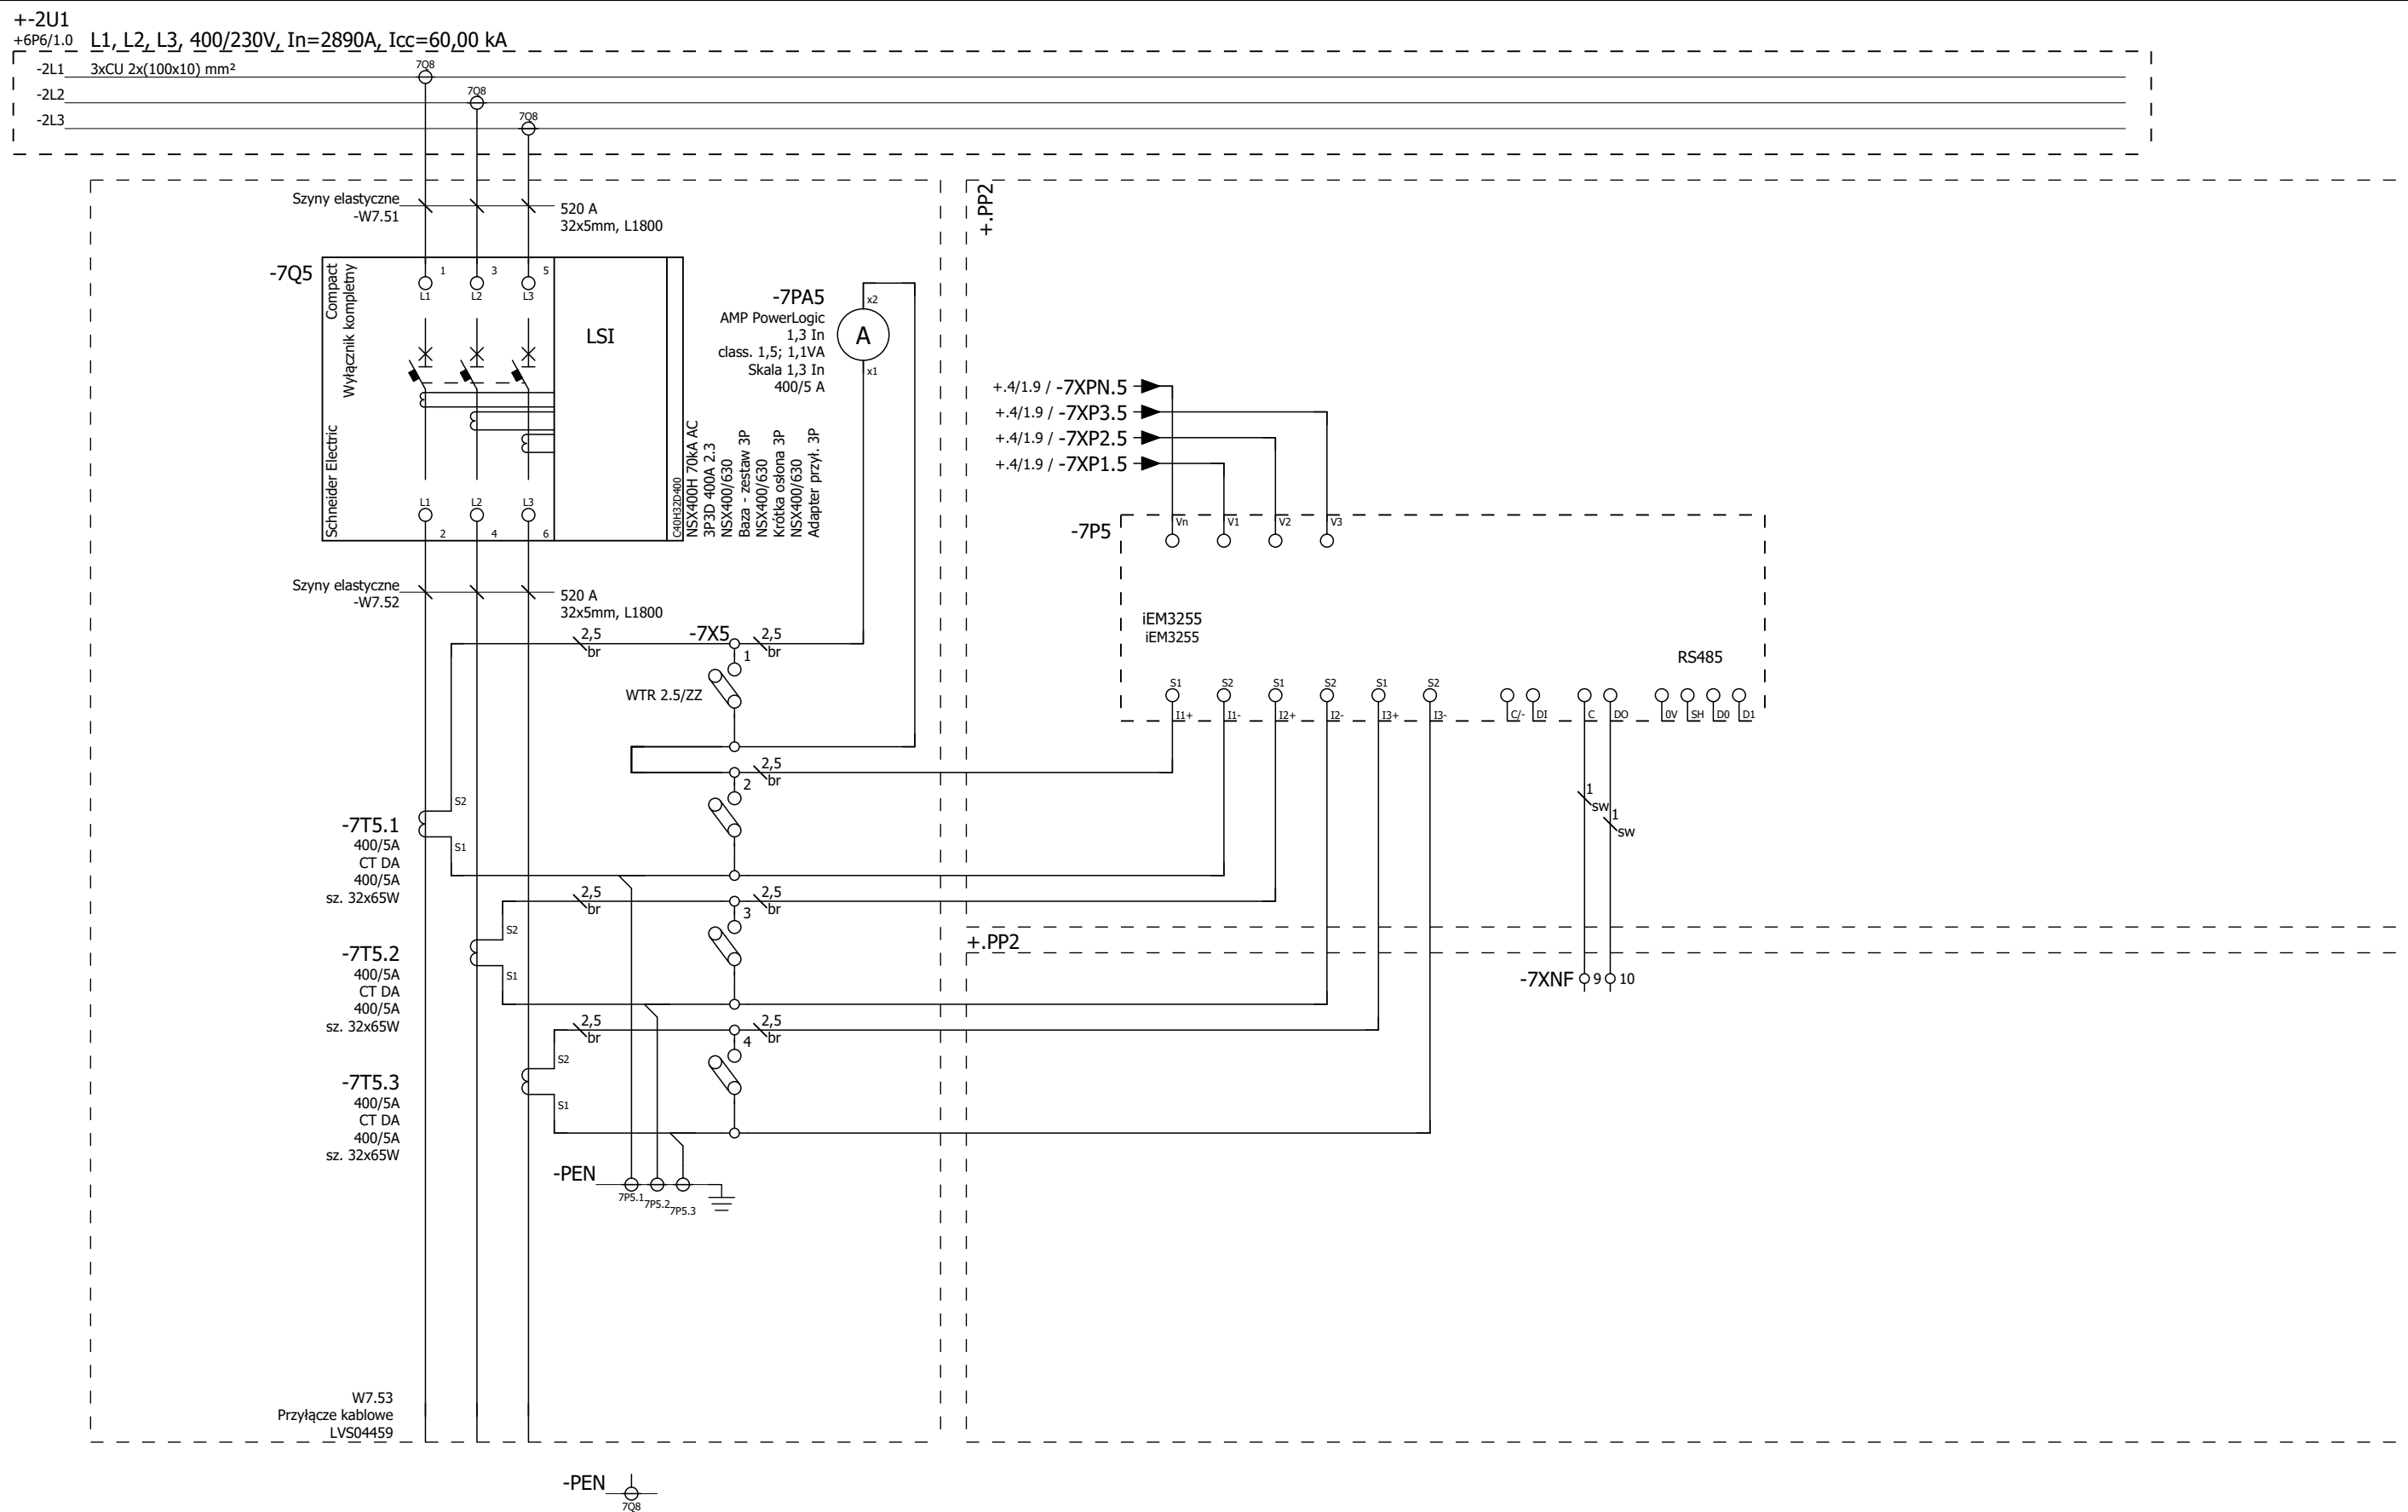 +-2U1
+6P6/1.0
L1, L2, L3, 400/230V, In=2890A, Icc=60,00 kA
-2L1
3xCU 2x(100x10) mm²
7Q8
-2L2
7Q8
-2L3
7Q8
Szyny elastyczne
-W7.51
520 A
32x5mm, L1800
+.PP2
-7Q5
Compact
Wyłącznik kompletny
Schneider Electric
1
3
5
L1
L2
L3
LSI
L1
L2
L3
2
4
6
C40H32D400
NSX400H 70kA AC
3P3D 400A 2.3
NSX400/630
Baza - zestaw 3P
NSX400/630
Krótka osłona 3P
NSX400/630
Adapter przył. 3P
-7PA5
AMP PowerLogic
1,3 In
class. 1,5; 1,1VA
Skala 1,3 In
400/5 A
x2
A
x1
+.4/1.9 / -7XPN.5
+.4/1.9 / -7XP3.5
+.4/1.9 / -7XP2.5
+.4/1.9 / -7XP1.5
-7P5
Vn
V1
V2
V3
iEM3255
iEM3255
RS485
S1
S2
S1
S2
S1
S2
I1+
I1-
I2+
I2-
I3+
I3-
C/-
DI
C
DO
0V
SH
D0
D1
Szyny elastyczne
-W7.52
520 A
32x5mm, L1800
2,5
br
-7X5
2,5
br
1
WTR 2.5/ZZ
2,5
br
2
1
sw
1
sw
-7T5.1
400/5A
CT DA
400/5A
sz. 32x65W
S2
S1
2,5
br
2,5
br
3
-7T5.2
400/5A
CT DA
400/5A
sz. 32x65W
S2
S1
+.PP2
-7XNF
9
10
2,5
br
2,5
br
4
-7T5.3
400/5A
CT DA
400/5A
sz. 32x65W
S2
S1
-PEN
7P5.1
7P5.2
7P5.3
W7.53
Przyłącze kablowe
LVS04459
-PEN
7Q8